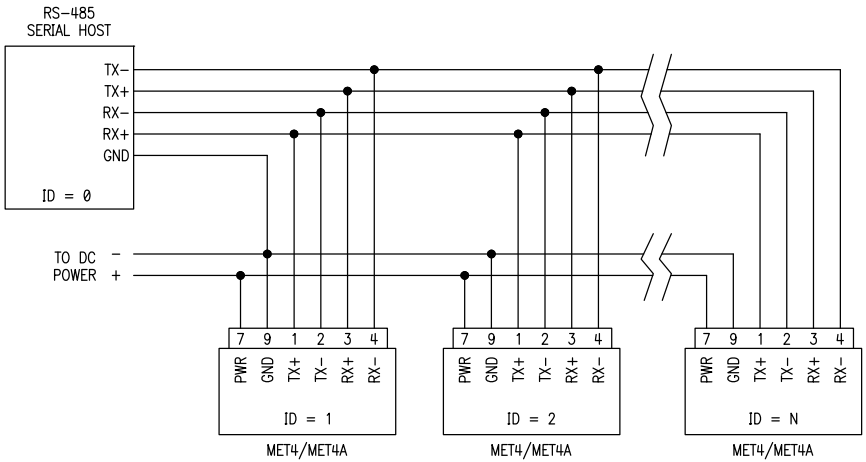 RS-485
SERIAL HOST
TX-
TX+
RX-
RX+
GND
ID = 0
TO DC -
POWER +
7 9 1 2 3 4
PWR GND TX+ TX- RX+ RX-
ID = 1
MET4/MET4A
7 9 1 2 3 4
PWR GND TX+ TX- RX+ RX-
ID = 2
MET4/MET4A
7 9 1 2 3 4
PWR GND TX+ TX- RX+ RX-
ID = N
MET4/MET4A